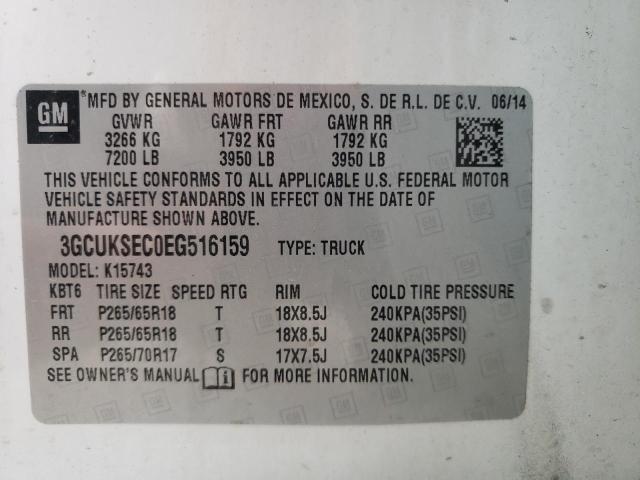 GM *MFD BY GENERAL MOTORS DE MEXICO, S. DE R.L. DE C.V. 06/14
GVWR GAWR FRT GAWR RR
3266 KG 1792 KG 1792 KG
7200 LB 3950 LB 3950 LB
THIS VEHICLE CONFORMS TO ALL APPLICABLE U.S. FEDERAL MOTOR
VEHICLE SAFETY STANDARDS IN EFFECT ON THE DATE OF
MANUFACTURE SHOWN ABOVE.
3GCUKSEC0EG516159 TYPE: TRUCK
MODEL: K15743
KBT6 TIRE SIZE SPEED RTG RIM COLD TIRE PRESSURE
FRT P265/65R18 T 18X8.5J 240KPA(35PSI)
RR P265/65R18 T 18X8.5J 240KPA(35PSI)
SPA P265/70R17 S 17X7.5J 240KPA(35PSI)
SEE OWNER'S MANUAL FOR MORE INFORMATION.